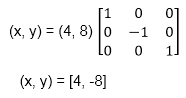 1 0 0
(x, y) = (4, 8) 0 −1 0
0 0 1
(x, y) = [4, -8]